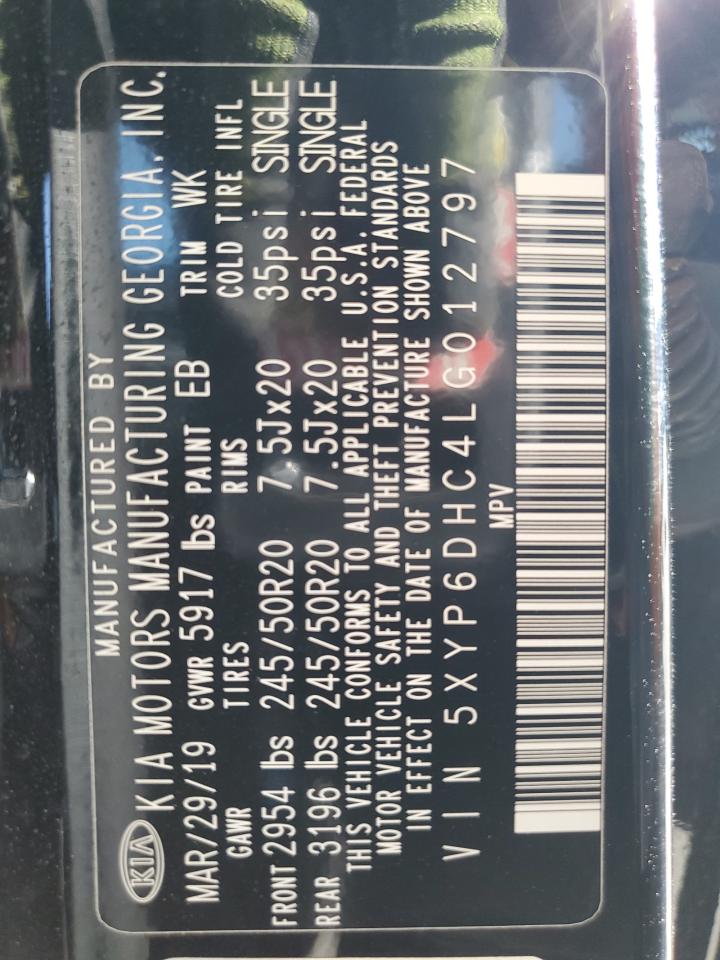 MANUFACTURED BY
KIA KIA MOTORS MANUFACTURING GEORGIA, INC.
MAR/29/19 GVWR 5917 lbs PAINT EB TRIM WK
GAWR TIRES RIMS COLD TIRE INFL
FRONT 2954 lbs 245/50R20 7.5Jx20 35psi SINGLE
REAR 3196 lbs 245/50R20 7.5Jx20 35psi SINGLE
THIS VEHICLE CONFORMS TO ALL APPLICABLE U.S.A. FEDERAL
MOTOR VEHICLE SAFETY AND THEFT PREVENTION STANDARDS
IN EFFECT ON THE DATE OF MANUFACTURE SHOWN ABOVE
VIN 5XYP6DHC4LG012797
MPV